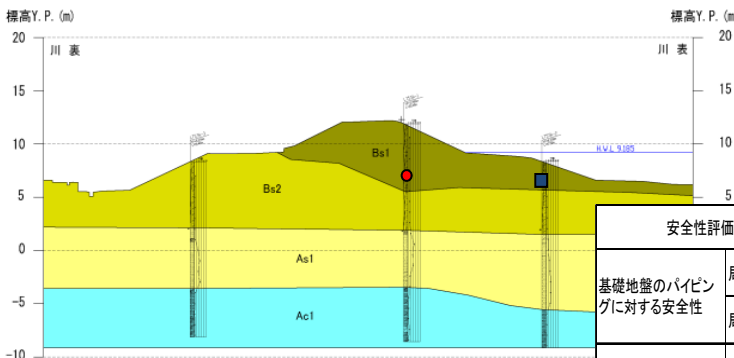 標高Y.P.(m)
標高Y.P.(m
20
20
川裏
川表
15
15
10
10
H.W.L 9.185
Bs1
5
5
Bs2
0
As1
-5
Ac1
-10
安全性評価
基礎地盤のパイピン
グに対する安全性